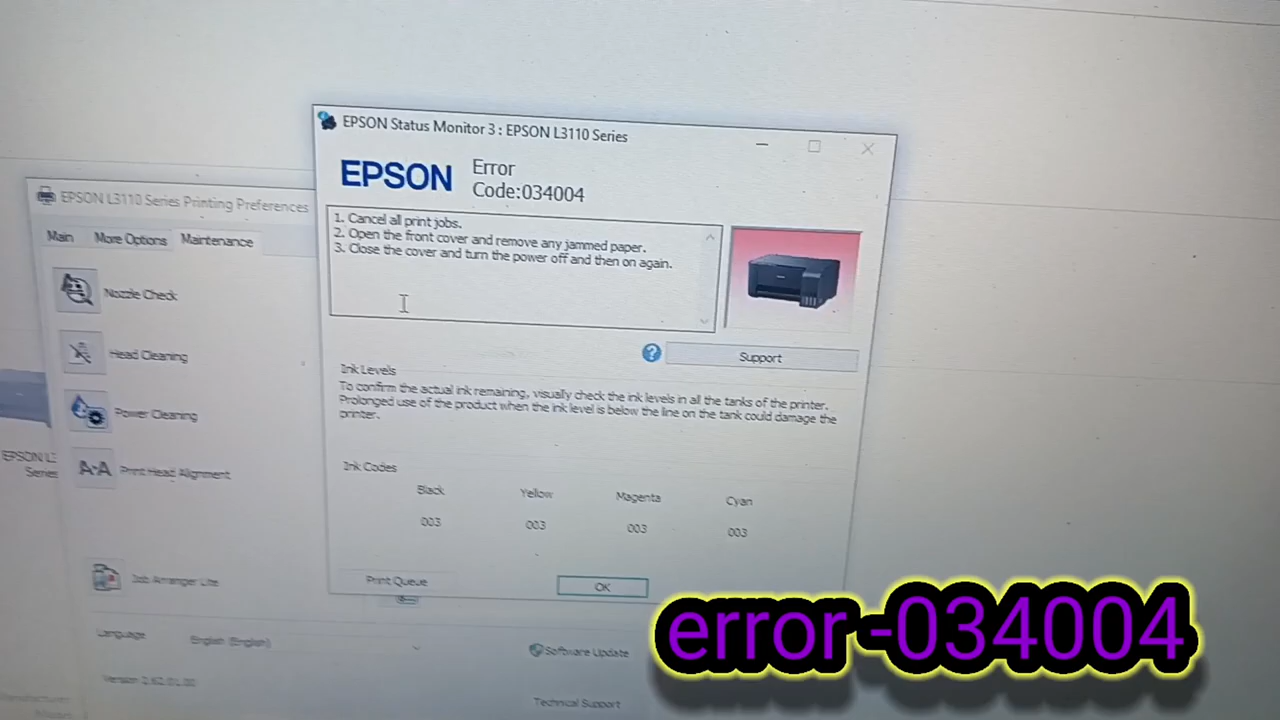 EPSON Status Monitor 3 : EPSON L3110 Series
EPSON
Error
Code:034004
1. Cancel all print jobs.
2. Open the front cover and remove any jammed paper.
3. Close the cover and turn the power off and then on again.
Support
Ink Levels
To confirm the actual ink remaining, visually check the ink levels in all the tanks of the printer.
Prolonged use of the product when the ink level is below the line on the tank could damage the
printer.
Ink Codes
Black Yellow Magenta Cyan
003 003 003 003
Print Queue
OK
EPSON L3110 Series Printing Preferences
Main More Options Maintenance
Nozzle Check
Head Cleaning
Power Cleaning
Print Head Alignment
Job Arranger Lite
Language English (English)
Software Update
Technical Support
EPSON L
Series
error -034004